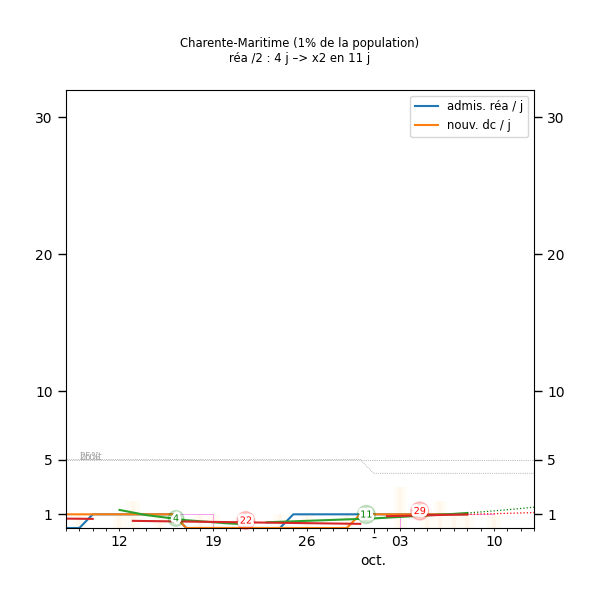 Charente-Maritime (1% de la population)
réa /2 : 4 j –> x2 en 11 j
admis. réa / j
nouv. dc / j
30 30
20 20
10 10
5 5
1 1
4 22 11 29
12 19 26 - 03 10
oct.